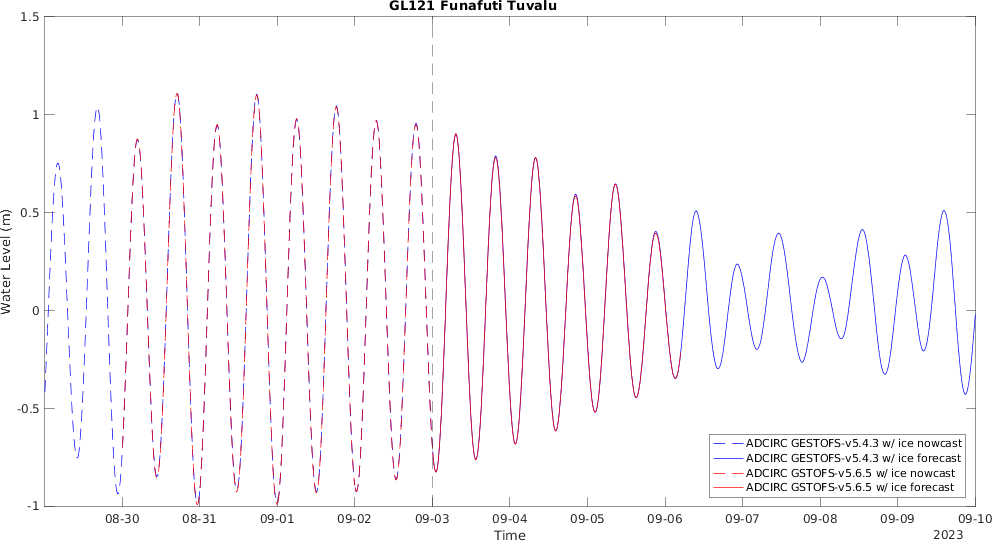 GL121 Funafuti Tuvalu
1.5
1
0.5
0
-0.5
-1
Water Level (m)
08-30 08-31 09-01 09-02 09-03 09-04 09-05 09-06 09-07 09-08 09-09 09-10
Time
2023
ADCIRC GESTOFS-v5.4.3 w/ ice nowcast
ADCIRC GESTOFS-v5.4.3 w/ ice forecast
ADCIRC GSTOFS-v5.6.5 w/ ice nowcast
ADCIRC GSTOFS-v5.6.5 w/ ice forecast